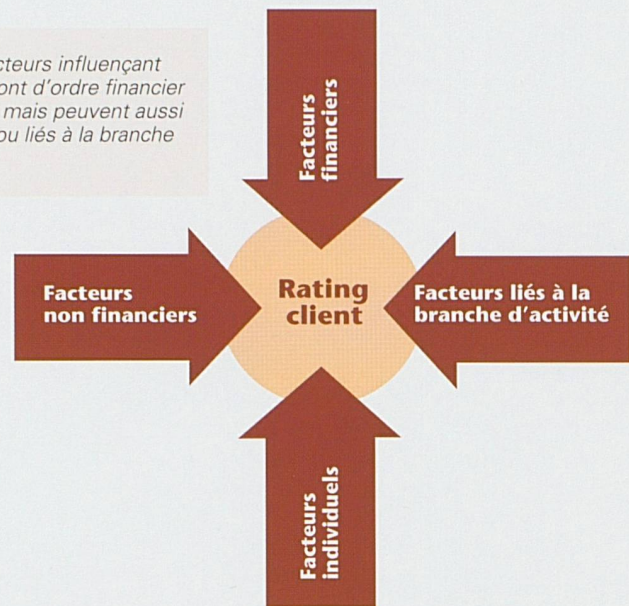 cteurs influençant
ont d'ordre financier
mais peuvent aussi
ou liés à la branche
Facteurs
financiers
Facteurs
non financiers
Rating
client
Facteurs liés à la
branche d'activité
Facteurs
individuels